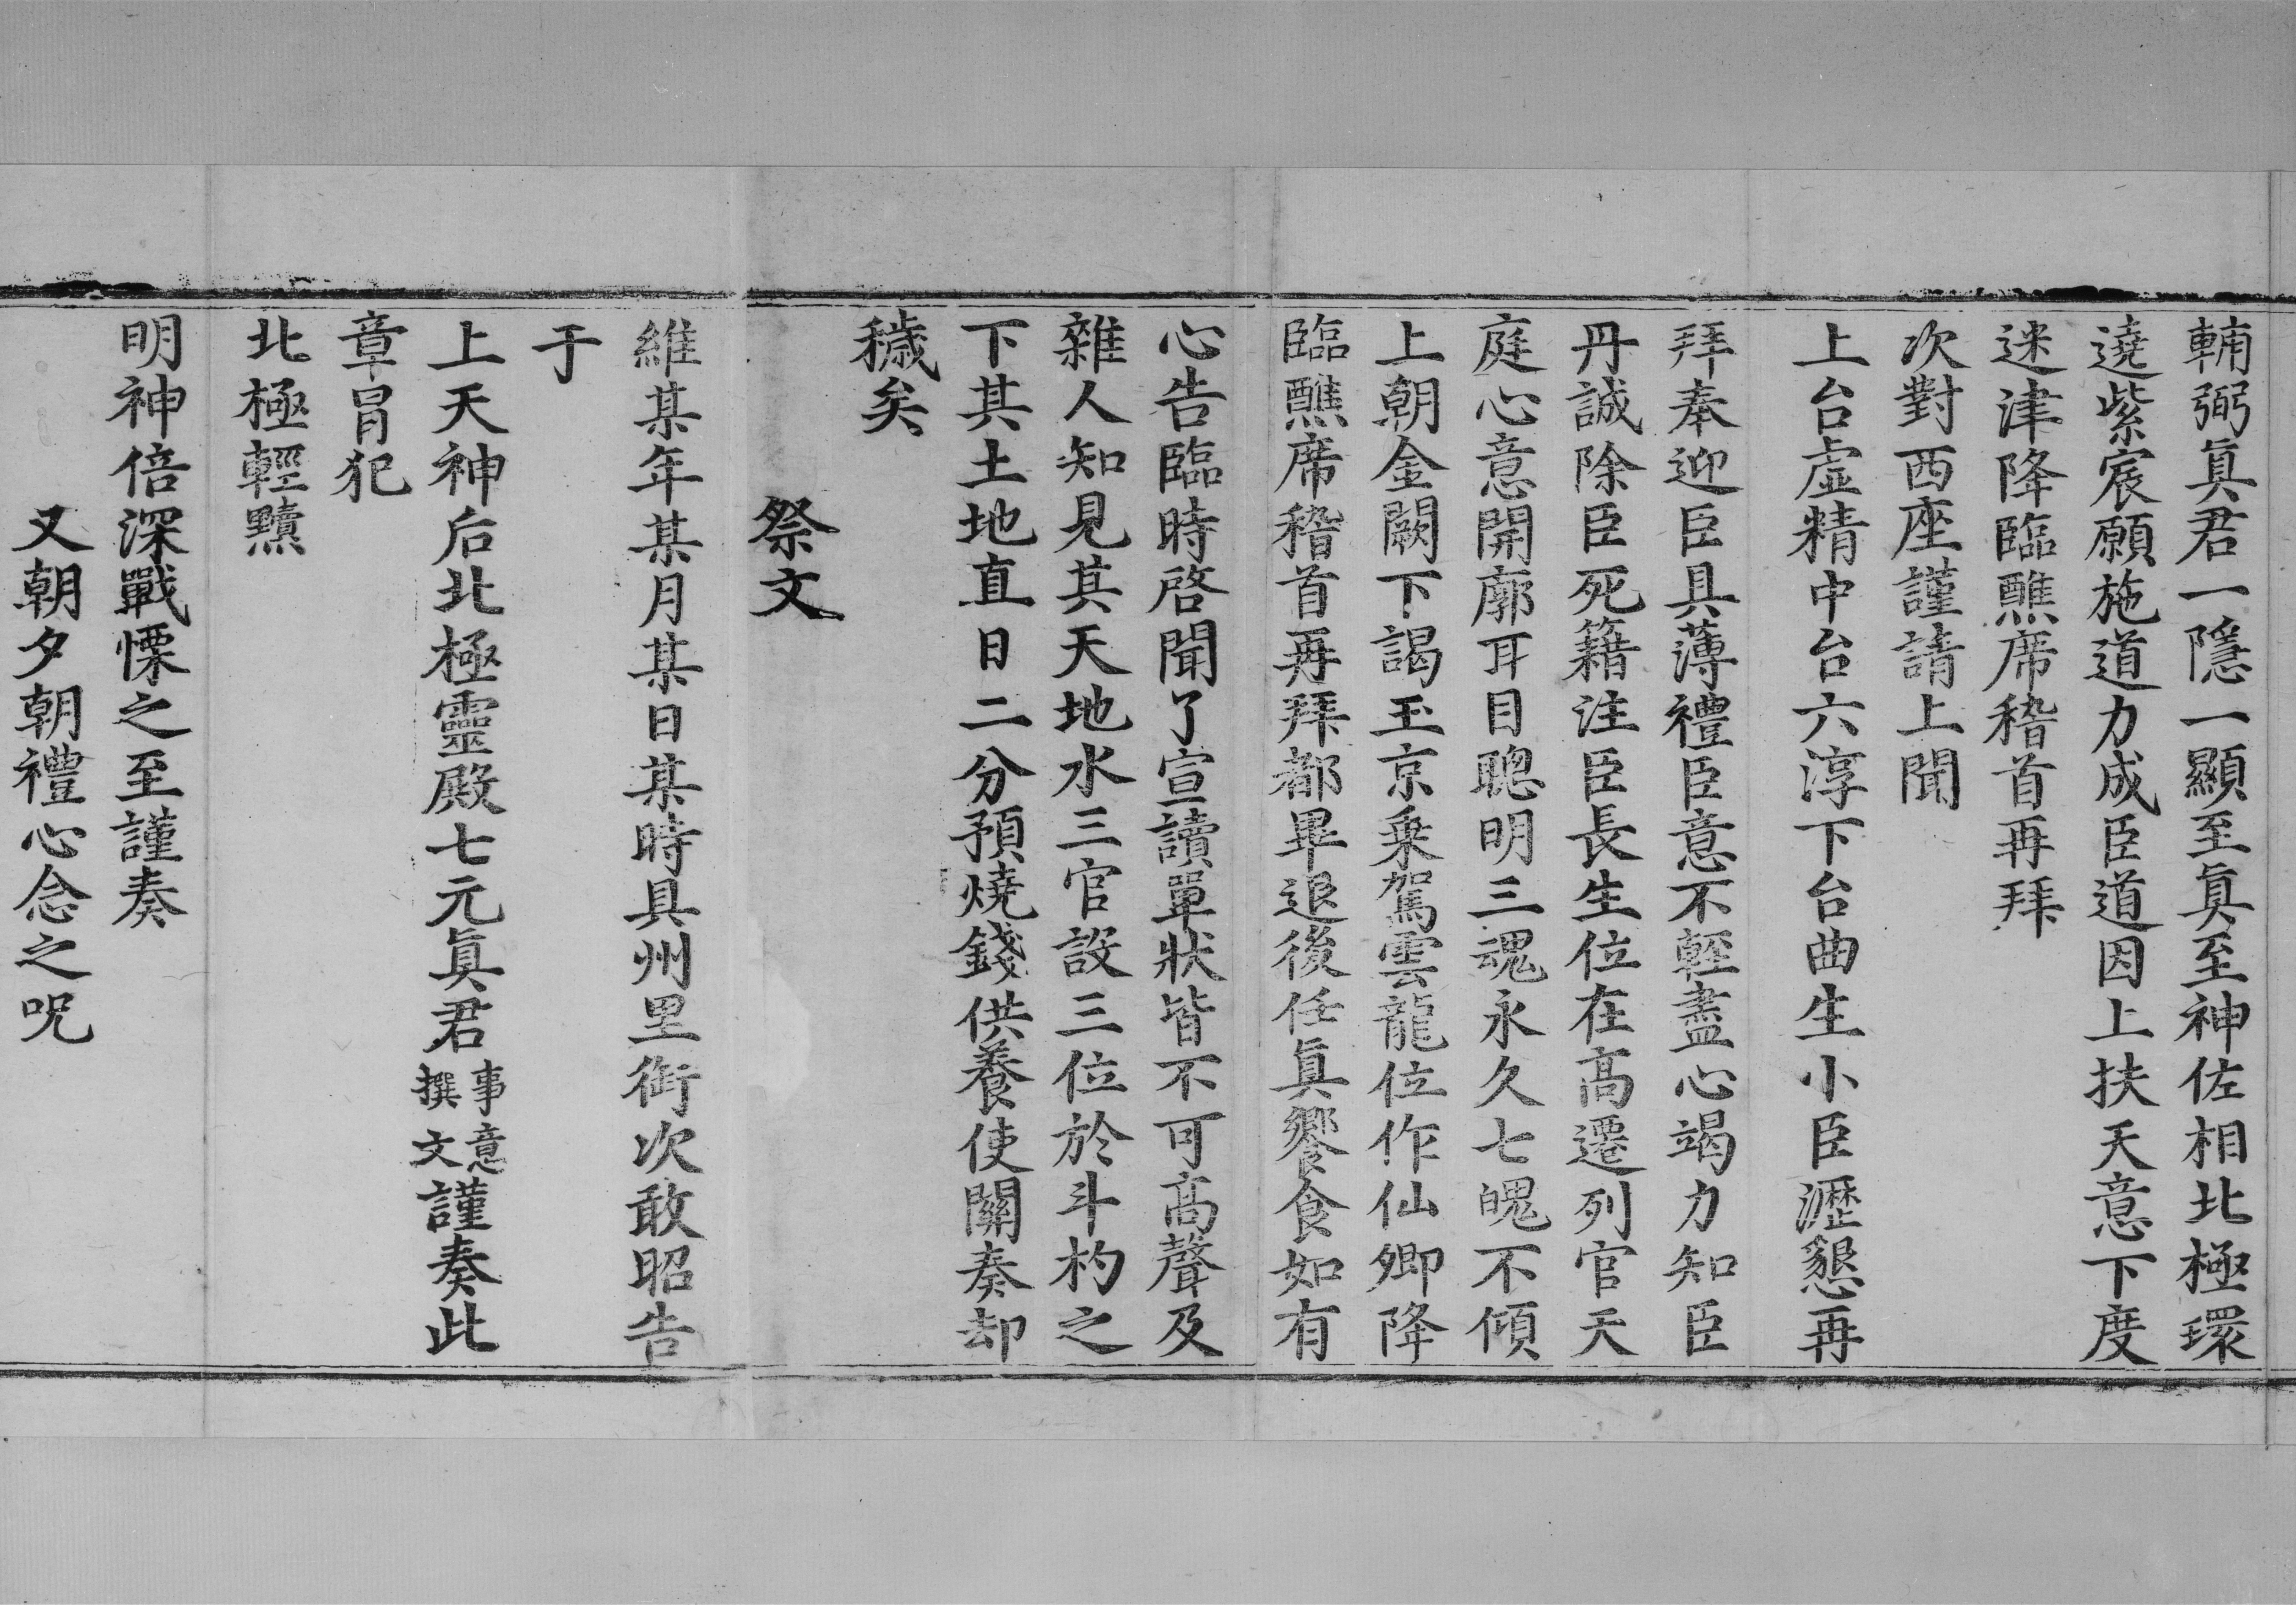 輔弼眞君一隱一顯至眞至神佐相北極環
遶紫宸願施道力成臣道因上扶天意下度
迷津降臨醮席稽首再拜
次對西座謹請上聞
上台虛精中台六淳下台曲生小臣瀝懇再
拜奉迎臣具薄禮臣意不輕盡心竭力知臣
丹誠除臣死籍注臣長生位在髙遷列官天
庭心意開廓耳目聰明三魂永久七魄不傾
上朝金闕下謁玉京乗駕雲龍位作仙卿降
臨醮席稽首再拜都畢退後任眞饗食如有
心告臨時啓聞了宣讀單狀皆不可髙聲及
雜人知見其天地水三官設三位於斗杓之
下其土地直日二分預燒錢供養使關奏却
穢矣
祭文
維某年某月某日某時具州里銜次敢昭告
于
上天神后北極靈殿七元眞君事意撰文謹奏此
章冐犯
北極輕黷
明神倍深戰慄之至謹奏
又朝夕朝禮心念之呪